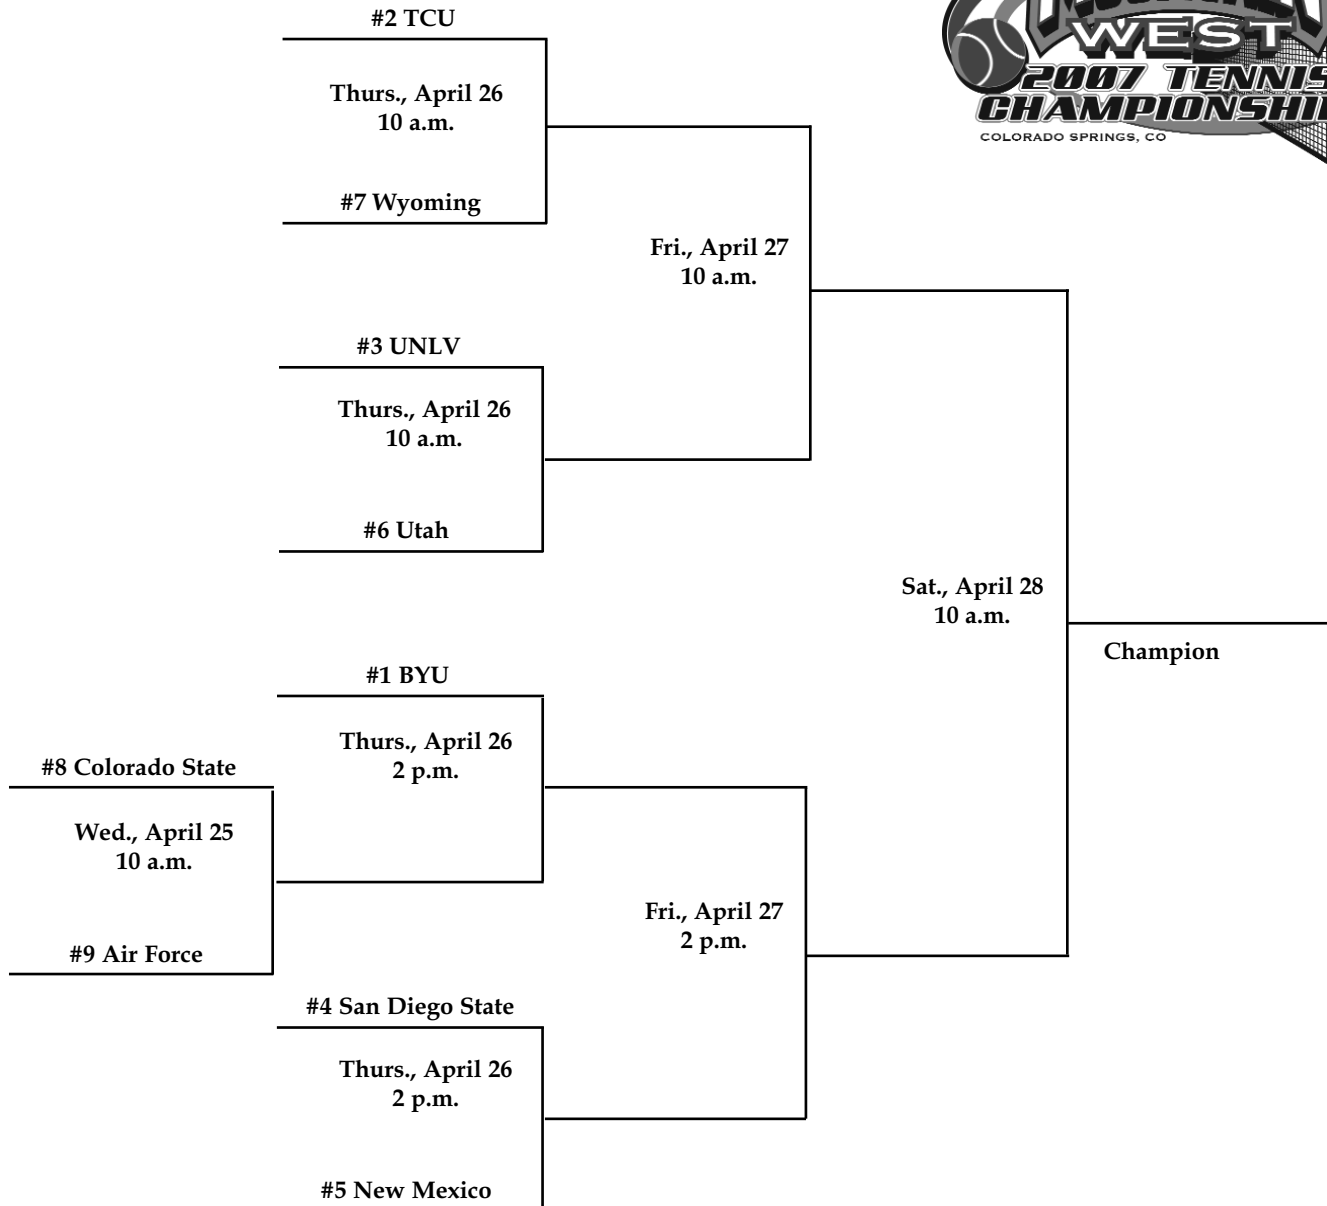 #2 TCU
Thurs., April 26
10 a.m.
#7 Wyoming
WEST
2007 TENNIS
COLORADO SPRINGS, CO
Fri., April 27
10 a.m.
#3 UNLV
Thurs., April 26
10 a.m.
#6 Utah
Sat., April 28
10 a.m.
Champion
#1 BYU
Thurs., April 26
2 p.m.
#8 Colorado State
Wed., April 25
10 a.m.
#9 Air Force
Fri., April 27
2 p.m.
#4 San Diego State
Thurs., April 26
2 p.m.
#5 New Mexico